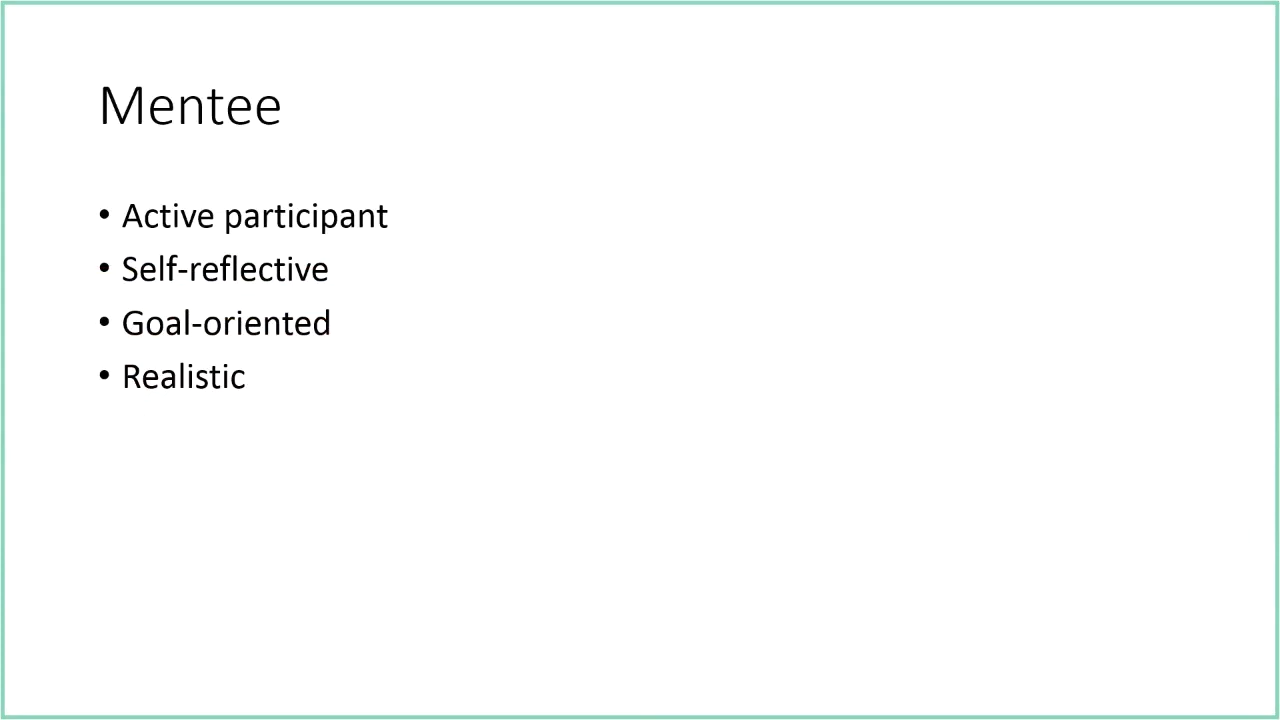 Mentee
• Active participant
• Self-reflective
• Goal-oriented
• Realistic